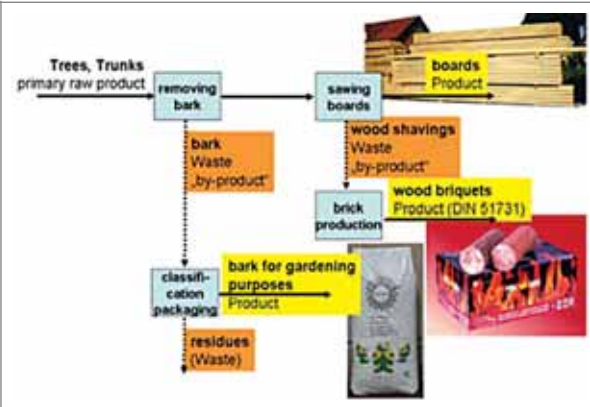 Trees, Trunks
primary raw product
removing
bark
sawing
boards
boards
Product
bark
Waste
„by-product"
wood shavings
Waste
„by-product"
brick
production
wood briquets
Product (DIN 51731)
classifi-
cation
packaging
bark for gardening
purposes
Product
residues
(Waste)